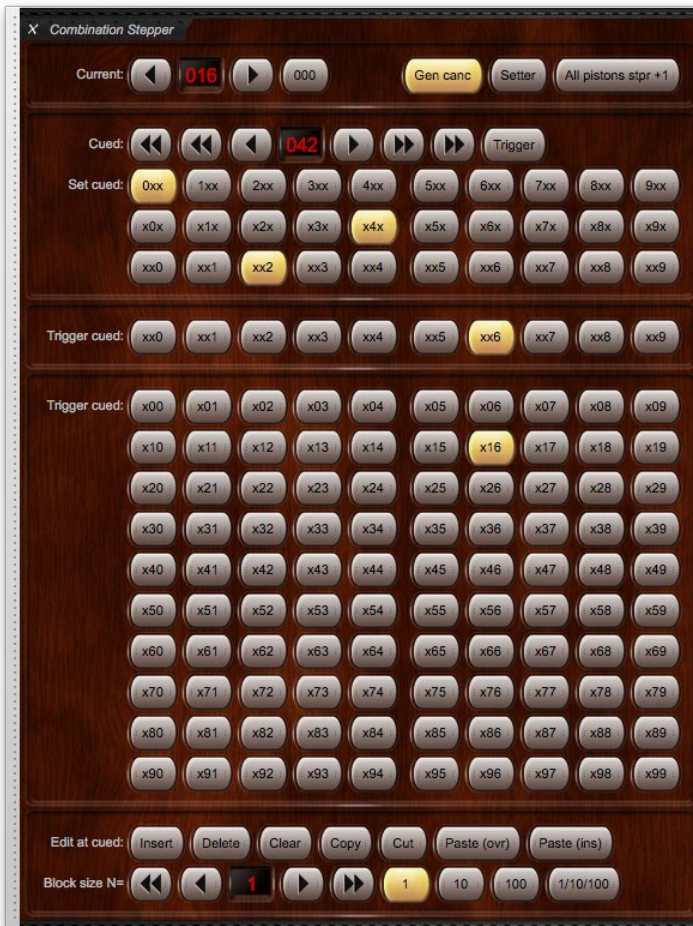 X Combination Stepper
Current: 016 000 Gen canc Setter All pistons stpr +1
Cued: 042 Trigger
Set cued: 0xx 1xx 2xx 3xx 4xx 5xx 6xx 7xx 8xx 9xx
x0x x1x x2x x3x x4x x5x x6x x7x x8x x9x
xx0 xx1 xx2 xx3 xx4 xx5 xx6 xx7 xx8 xx9
Trigger cued: xx0 xx1 xx2 xx3 xx4 xx5 xx6 xx7 xx8 xx9
Trigger cued: x00 x01 x02 x03 x04 x05 x06 x07 x08 x09
x10 x11 x12 x13 x14 x15 x16 x17 x18 x19
x20 x21 x22 x23 x24 x25 x26 x27 x28 x29
x30 x31 x32 x33 x34 x35 x36 x37 x38 x39
x40 x41 x42 x43 x44 x45 x46 x47 x48 x49
x50 x51 x52 x53 x54 x55 x56 x57 x58 x59
x60 x61 x62 x63 x64 x65 x66 x67 x68 x69
x70 x71 x72 x73 x74 x75 x76 x77 x78 x79
x80 x81 x82 x83 x84 x85 x86 x87 x88 x89
x90 x91 x92 x93 x94 x95 x96 x97 x98 x99
Edit at cued: Insert Delete Clear Copy Cut Paste (ovr) Paste (ins)
Block size N= 1 1 10 100 1/10/100